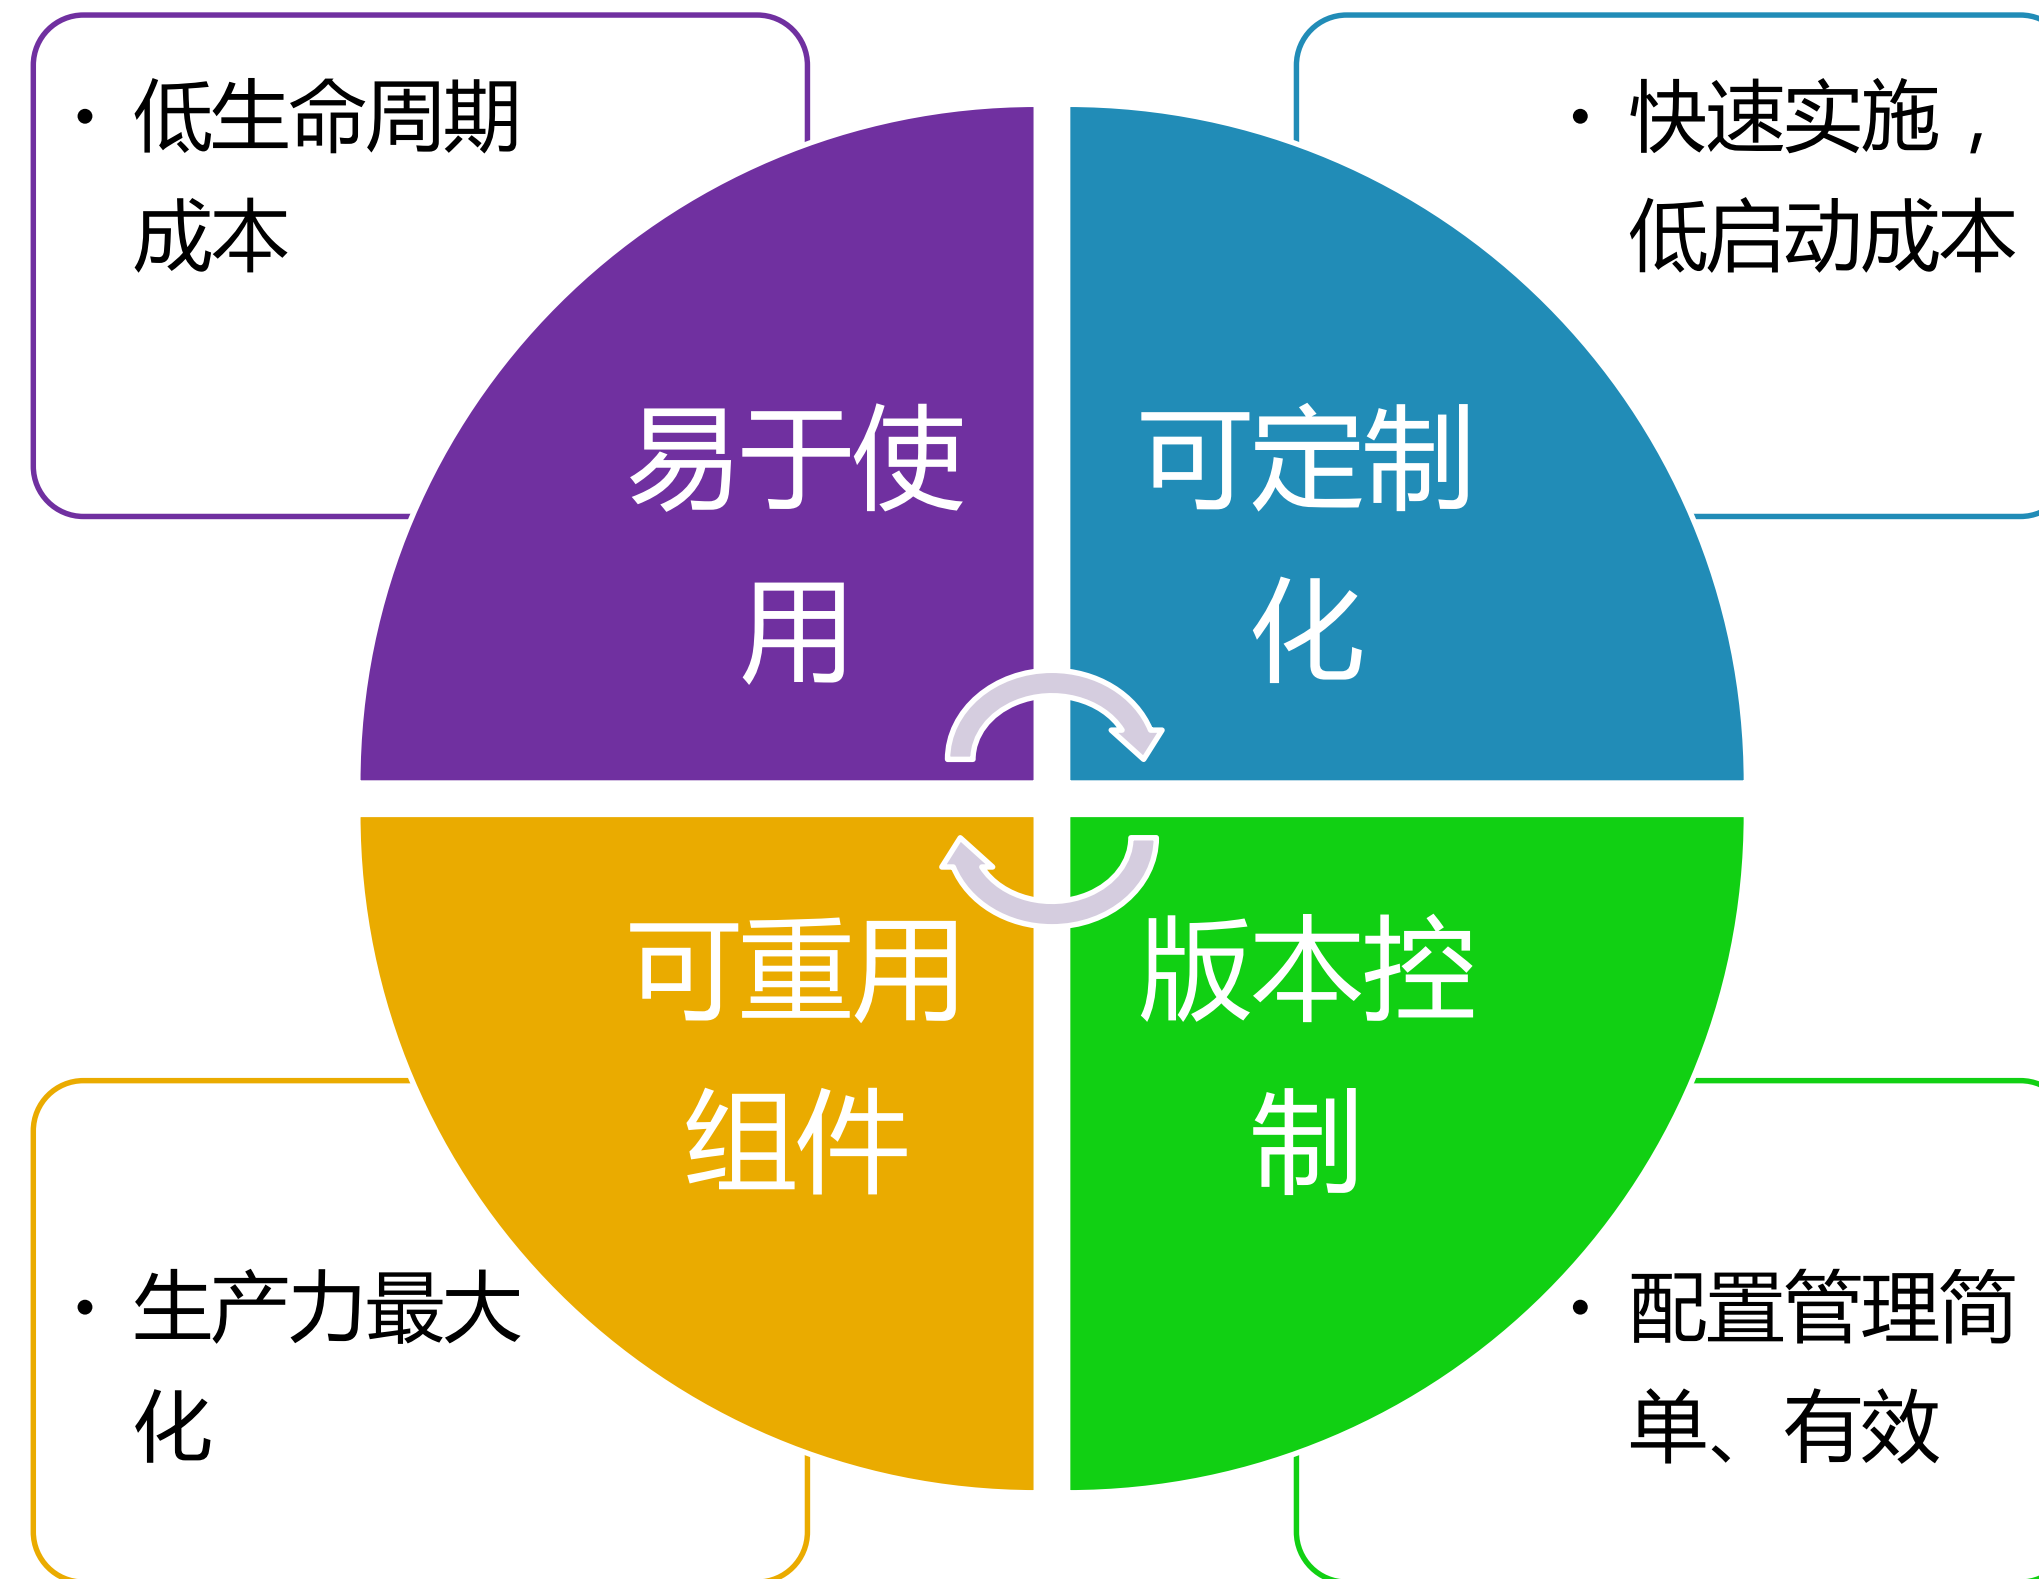 • 低生命周期
成本
• 快速实施，
低启动成本
易于使
用
可定制
化
可重用
组件
版本控
制
• 生产力最大
化
• 配置管理简
单、有效